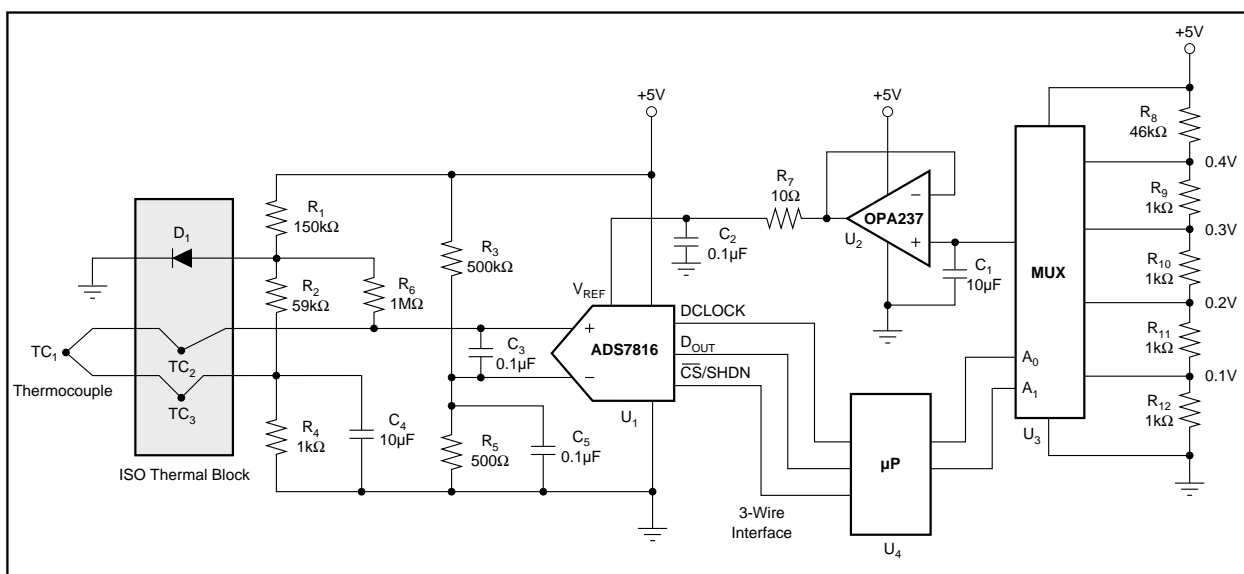 +5V
+5V
+5V
R8
46kΩ
0.4V
R9
1kΩ
0.3V
R10
1kΩ
0.2V
R11
1kΩ
0.1V
R12
1kΩ
MUX
A0
A1
U3
R7
10Ω
OPA237
−
+
U2
C2
0.1µF
C1
10µF
D1
R1
150kΩ
R2
59kΩ
R6
1MΩ
R3
500kΩ
VREF
DCLOCK
DOUT
CS/SHDN
+
ADS7816
−
U1
C3
0.1µF
TC1
Thermocouple
TC2
TC3
R4
1kΩ
C4
10µF
R5
500Ω
C5
0.1µF
ISO Thermal Block
3-Wire
Interface
µP
U4